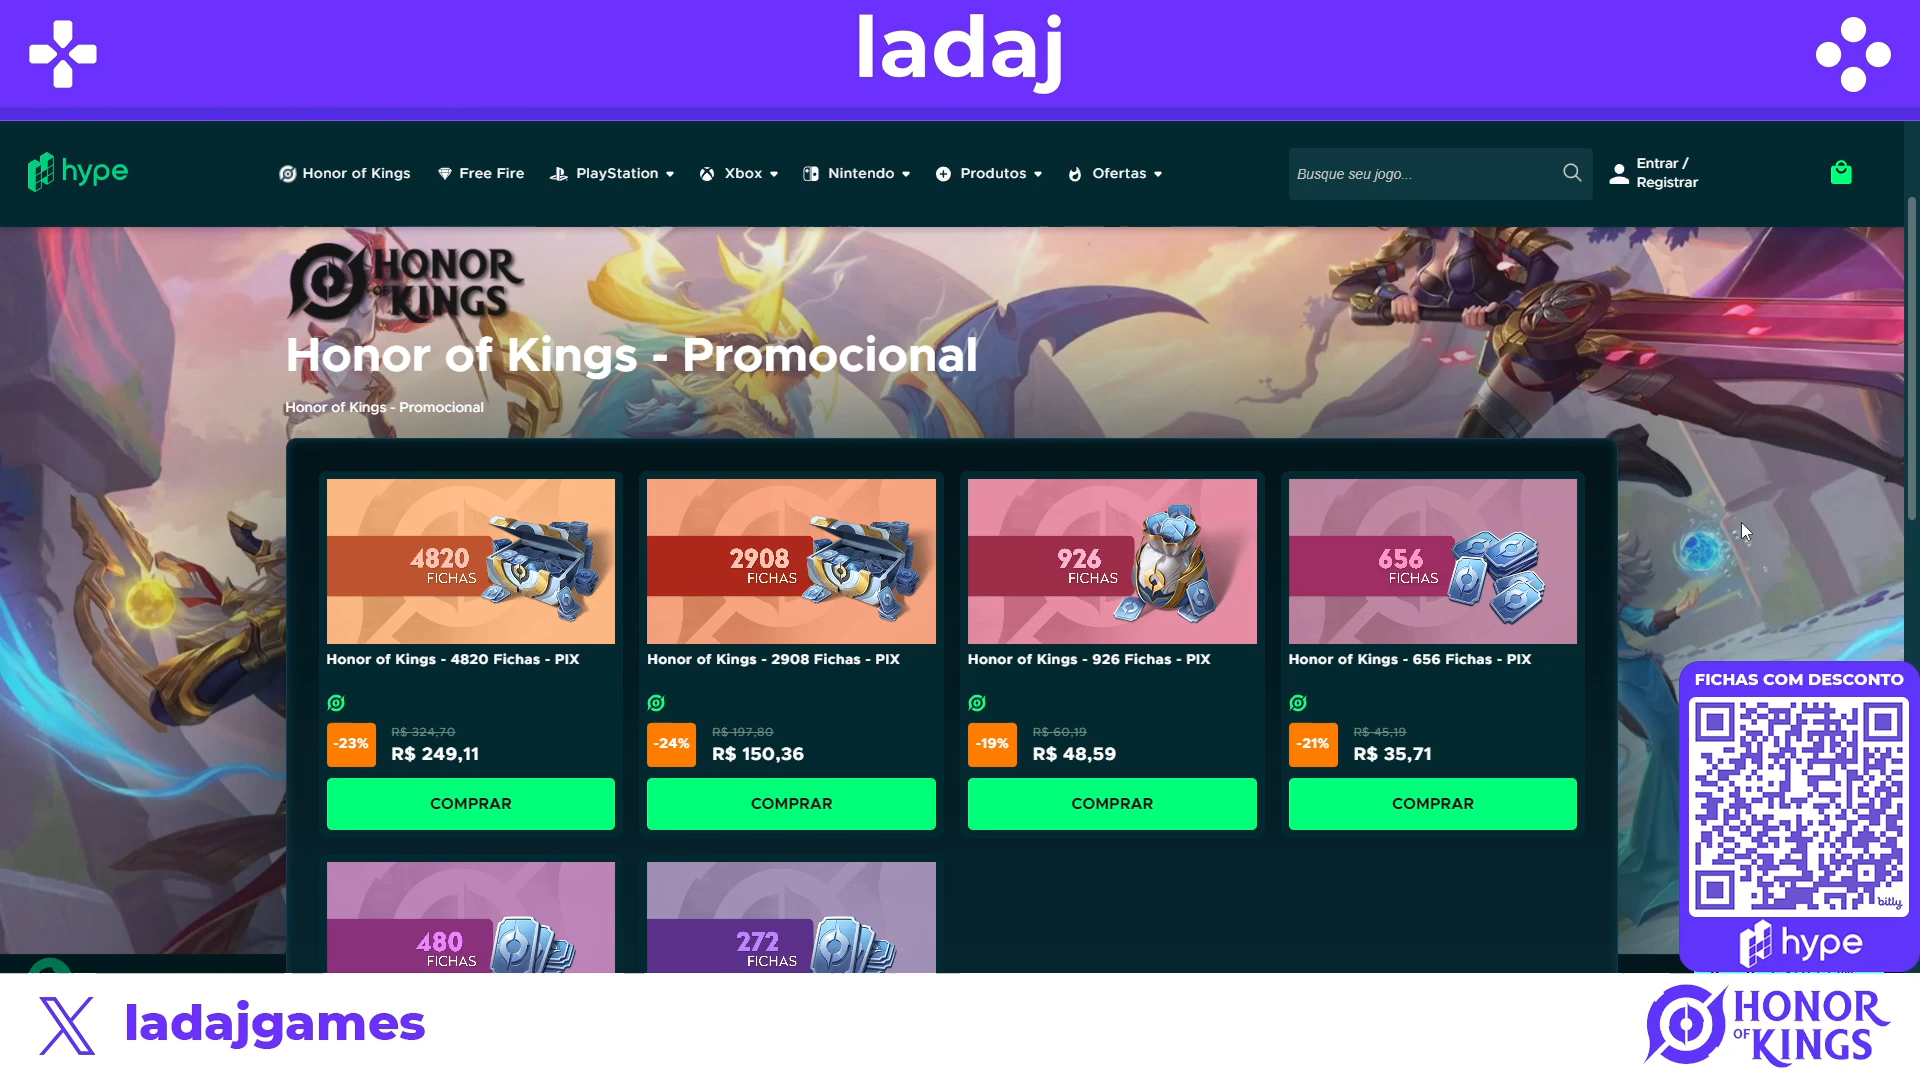 ladaj
hype
Honor of Kings
Free Fire
PlayStation
Xbox
Nintendo
Produtos
Ofertas
Busque seu jogo...
Entrar /
Registrar
HONOR
OF KINGS
Honor of Kings - Promocional
Honor of Kings - Promocional
4820
FICHAS
Honor of Kings - 4820 Fichas - PIX
-23%
R$ 324,70
R$ 249,11
COMPRAR
2908
FICHAS
Honor of Kings - 2908 Fichas - PIX
-24%
R$ 197,80
R$ 150,36
COMPRAR
926
FICHAS
Honor of Kings - 926 Fichas - PIX
-19%
R$ 60,19
R$ 48,59
COMPRAR
656
FICHAS
Honor of Kings - 656 Fichas - PIX
-21%
R$ 45,19
R$ 35,71
COMPRAR
480
FICHAS
272
FICHAS
FICHAS COM DESCONTO
bitly
hype
X
ladajgames
HONOR
OF KINGS